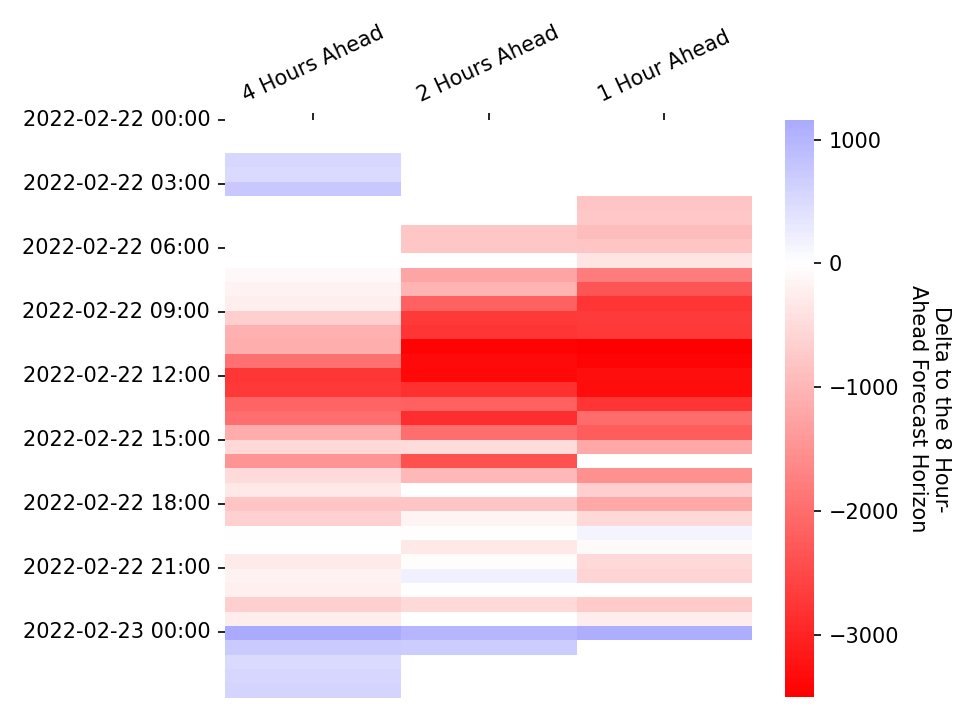 4 Hours Ahead
2 Hours Ahead
1 Hour Ahead
2022-02-22 00:00
2022-02-22 03:00
2022-02-22 06:00
2022-02-22 09:00
2022-02-22 12:00
2022-02-22 15:00
2022-02-22 18:00
2022-02-22 21:00
2022-02-23 00:00
1000
0
−1000
−2000
−3000
Delta to the 8 Hour-
Ahead Forecast Horizon